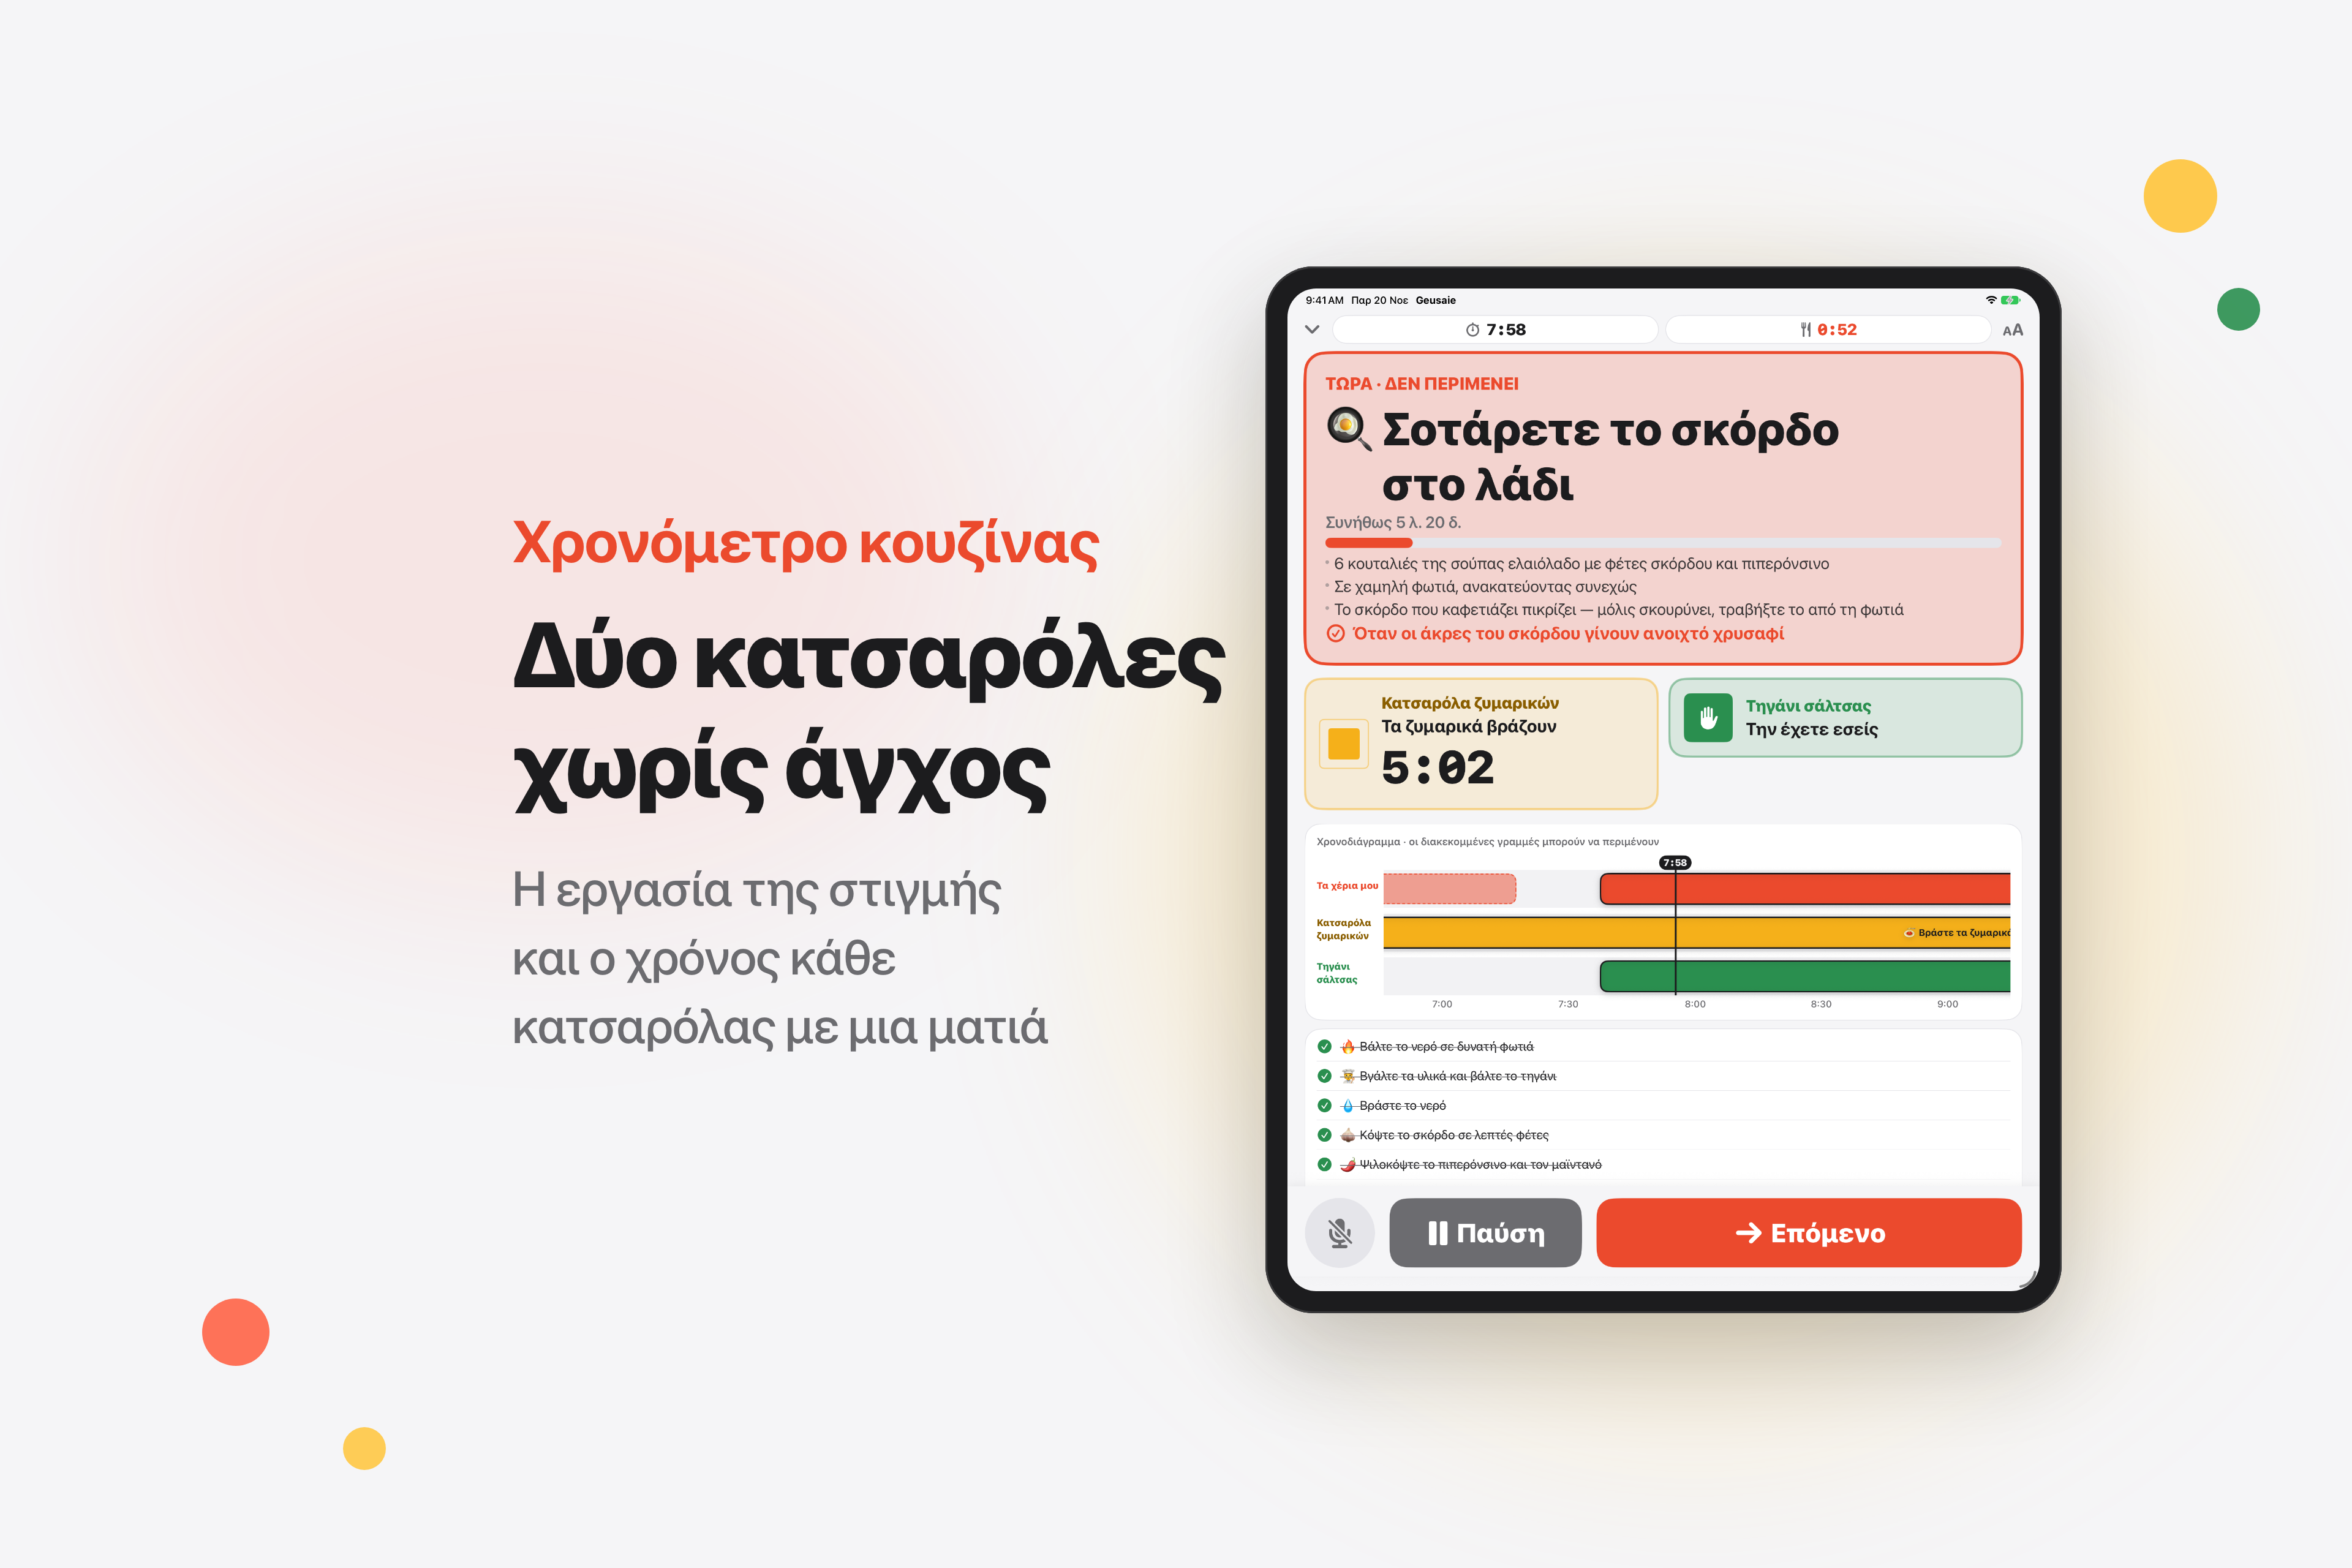 Χρονόμετρο κουζίνας
Δύο κατσαρόλες
χωρίς άγχος
Η εργασία της στιγμής
και ο χρόνος κάθε
κατσαρόλας με μια ματιά
9:41 AM Παρ 20 Νοε Geusaie
7:58
0:52
AA
ΤΩΡΑ · ΔΕΝ ΠΕΡΙΜΕΝΕΙ
Σοτάρετε το σκόρδο
στο λάδι
Συνήθως 5 λ. 20 δ.
• 6 κουταλιές της σούπας ελαιόλαδο με φέτες σκόρδου και πιπερόνσινο
• Σε χαμηλή φωτιά, ανακατεύοντας συνεχώς
• Το σκόρδο που καφετιάζει πικρίζει — μόλις σκουρύνει, τραβήξτε το από τη φωτιά
Όταν οι άκρες του σκόρδου γίνουν ανοιχτό χρυσαφί
Κατσαρόλα ζυμαρικών
Τα ζυμαρικά βράζουν
5:02
Τηγάνι σάλτσας
Την έχετε εσείς
Χρονοδιάγραμμα · οι διακεκομμένες γραμμές μπορούν να περιμένουν
7:58
Τα χέρια μου
Κατσαρόλα
ζυμαρικών
Βράστε τα ζυμαρικά
Τηγάνι
σάλτσας
7:00 7:30 8:00 8:30 9:00
Βάλτε το νερό σε δυνατή φωτιά
Βγάλτε τα υλικά και βάλτε το τηγάνι
Βράστε το νερό
Κόψτε το σκόρδο σε λεπτές φέτες
Ψιλοκόψτε το πιπερόνσινο και τον μαϊντανό
Παύση
Επόμενο